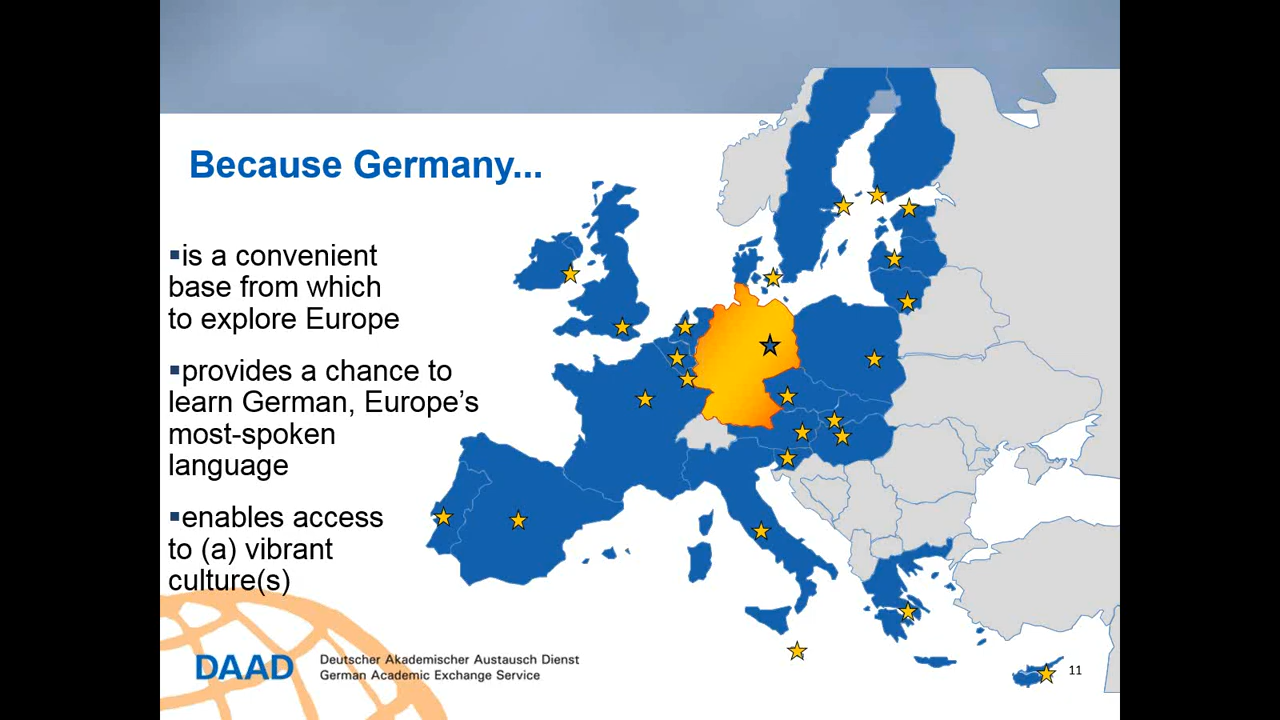 Because Germany...
▪is a convenient
base from which
to explore Europe
▪provides a chance to
learn German, Europe’s
most-spoken
language
▪enables access
to (a) vibrant
culture(s)
DAAD
Deutscher Akademischer Austausch Dienst
German Academic Exchange Service
11